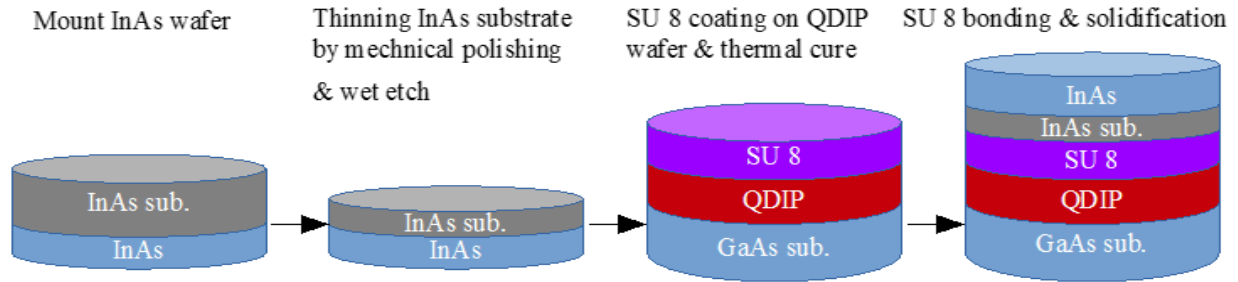 Mount InAs wafer
Thinning InAs substrate
by mechnical polishing
& wet etch
SU 8 coating on QDIP
wafer & thermal cure
SU 8 bonding & solidification
InAs sub.
InAs
InAs sub.
InAs
SU 8
QDIP
GaAs sub.
InAs
InAs sub.
SU 8
QDIP
GaAs sub.